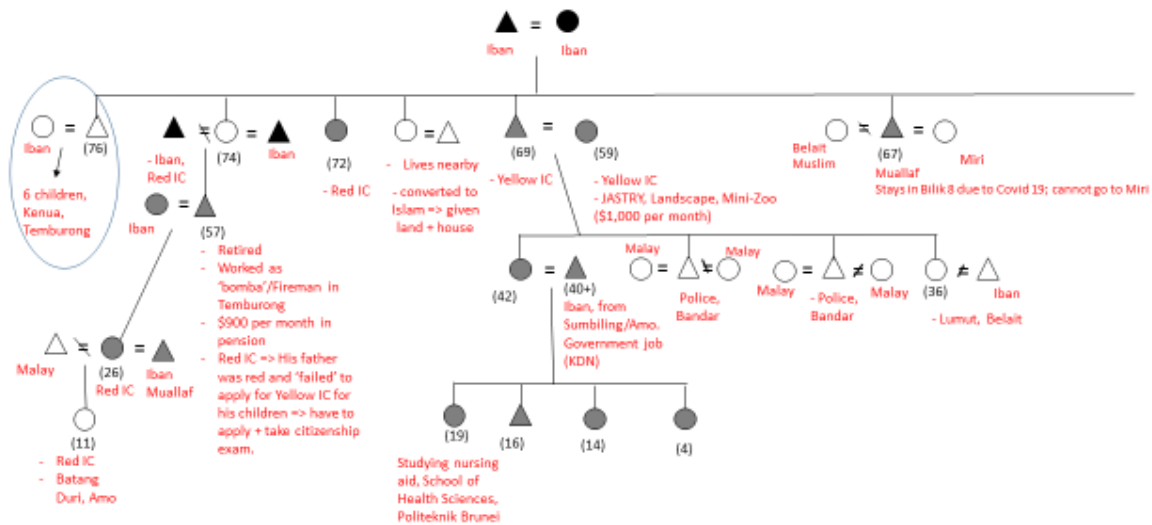 Iban
Iban
Iban
(76)
6 children,
Kenua,
Temburong
- Iban,
Red IC
(74)
Iban
(72)
- Red IC
- Lives nearby
- converted to
Islam => given
land + house
(69)
- Yellow IC
(59)
- Yellow IC
- JASTRY, Landscape, Mini-Zoo
($1,000 per month)
Belait
Muslim
(67)
Muallaf
Miri
Stays in Bilik 8 due to Covid 19; cannot go to Miri
Iban
(57)
- Retired
- Worked as
'bomba'/Fireman in
Temburong
- $900 per month in
pension
- Red IC => His father
was red and 'failed' to
apply for Yellow IC for
his children => have to
apply + take citizenship
exam.
(42)
(40+)
Iban, from
Sumbiling/Amo.
Government job
(KDN)
Malay
Malay
Police,
Bandar
Malay
- Police,
Bandar
Malay
(36)
- Lumut, Belait
Iban
Malay
(26)
Red IC
Iban
Muallaf
(11)
- Red IC
- Batang
Duri, Amo
(19)
(16)
(14)
(4)
Studying nursing
aid, School of
Health Sciences,
Politeknik Brunei